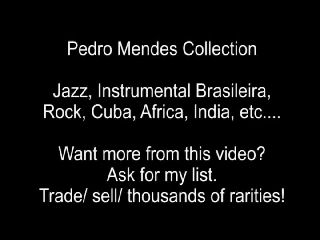 Pedro Mendes Collection
Jazz, Instrumental Brasileira,
Rock, Cuba, Africa, India, etc....
Want more from this video?
Ask for my list.
Trade/ sell/ thousands of rarities!